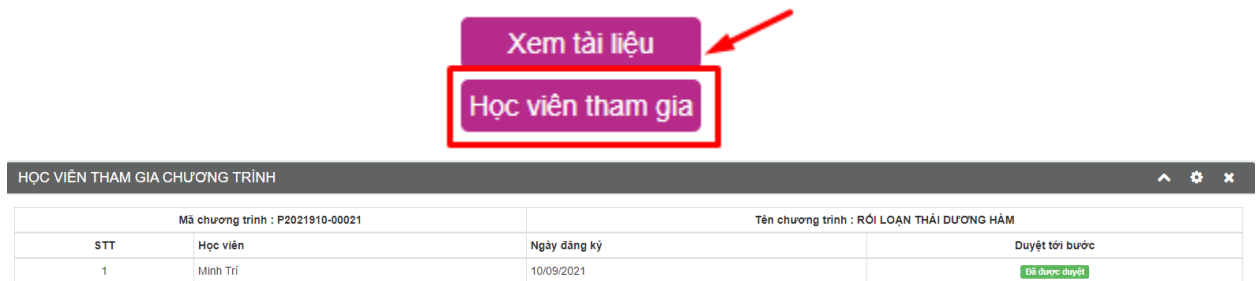 Xem tài liệu
Học viên tham gia
HỌC VIÊN THAM GIA CHƯƠNG TRÌNH
Mã chương trình : P2021910-00021 Tên chương trình : RỐI LOẠN THÁI DƯƠNG HÀM
STT Học viên Ngày đăng ký Duyệt tới bước
1 Minh Trí 10/09/2021 Đã được duyệt